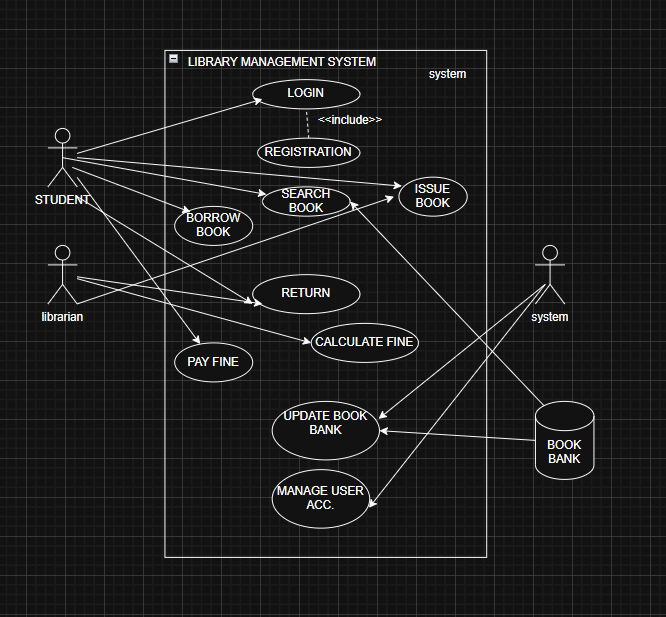 LIBRARY MANAGEMENT SYSTEM
system
LOGIN
<<include>>
REGISTRATION
STUDENT
SEARCH
BOOK
ISSUE
BOOK
BORROW
BOOK
librarian
RETURN
system
CALCULATE FINE
PAY FINE
UPDATE BOOK
BANK
BOOK
BANK
MANAGE USER
ACC.